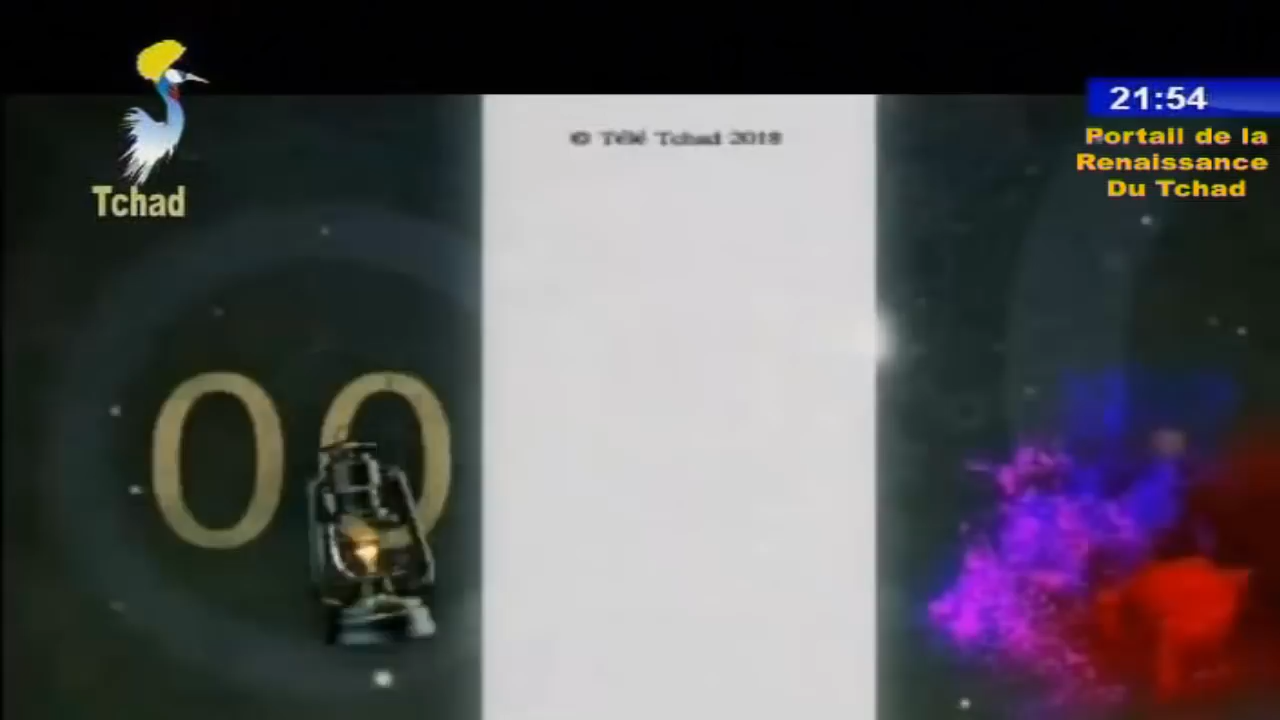 Tchad
© Télé Tchad 2018
21:54
Portail de la
Renaissance
Du Tchad
00